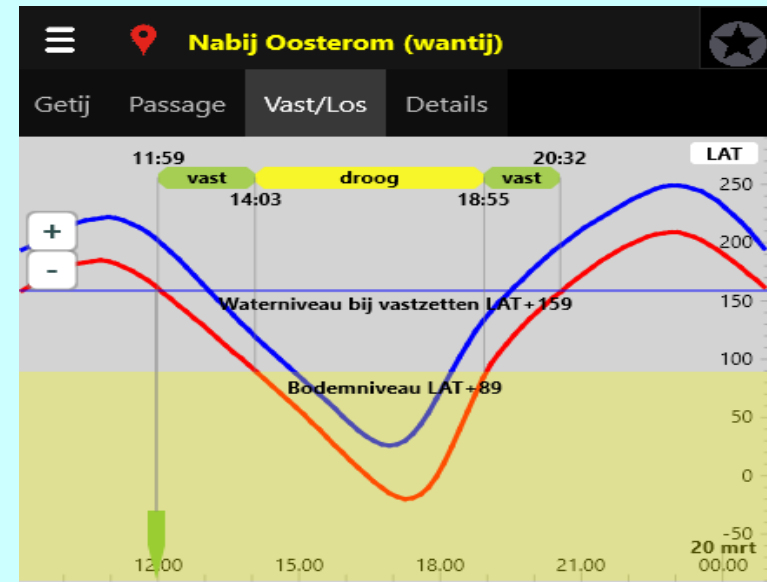 Nabij Oosterom (wantij)
Getij Passage Vast/Los Details
11:59 20:32 LAT
vast droog vast
14:03 18:55
250
+
200
-
Waterniveau bij vastzetten LAT+159 150
100
Bodemniveau LAT+89
50
0
-50
20 mrt
12.00 15.00 18.00 21.00 00.00